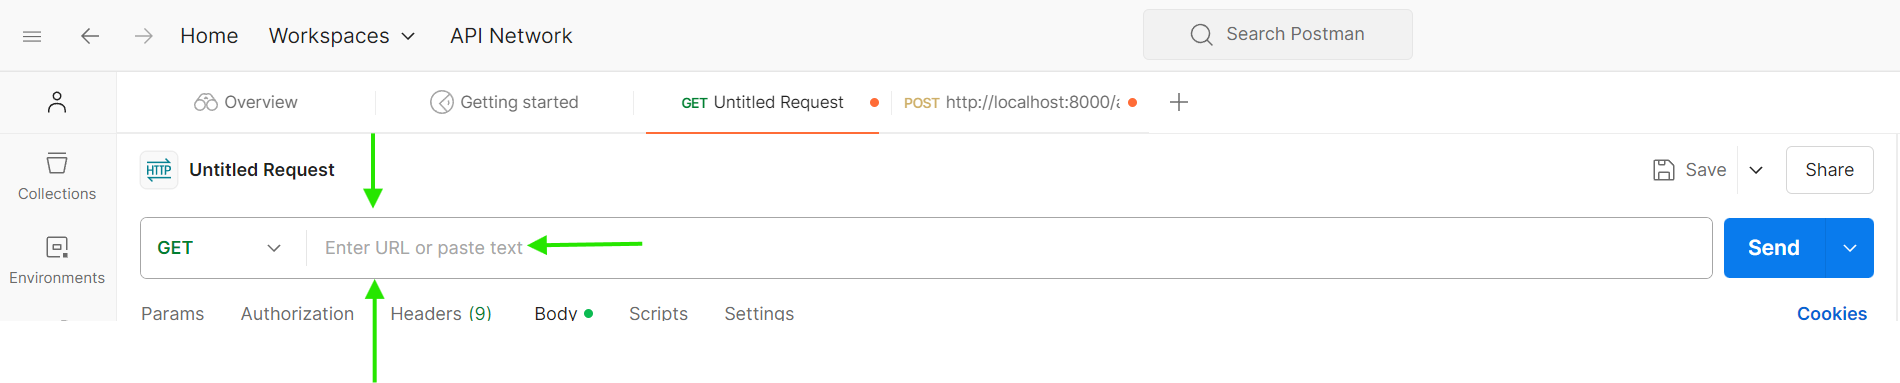 Home Workspaces API Network Search Postman
Overview Getting started GET Untitled Request POST http://localhost:8000/a
HTTP Untitled Request Save Share
Collections
GET Enter URL or paste text Send
Environments
Params Authorization Headers (9) Body Scripts Settings Cookies